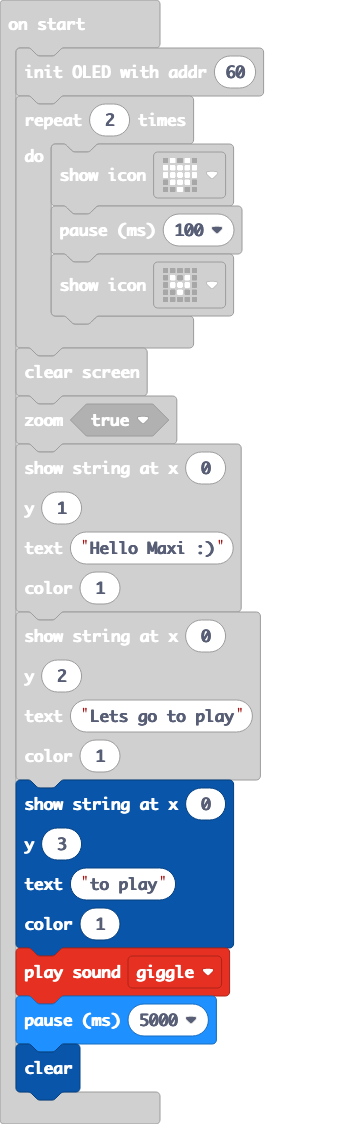 on start
init OLED with addr 60
repeat 2 times
do
show icon
pause (ms) 100
show icon
clear screen
zoom true
show string at x 0
y 1
text "Hello Maxi :)"
color 1
show string at x 0
y 2
text "Lets go to play"
color 1
show string at x 0
y 3
text "to play"
color 1
play sound giggle
pause (ms) 5000
clear